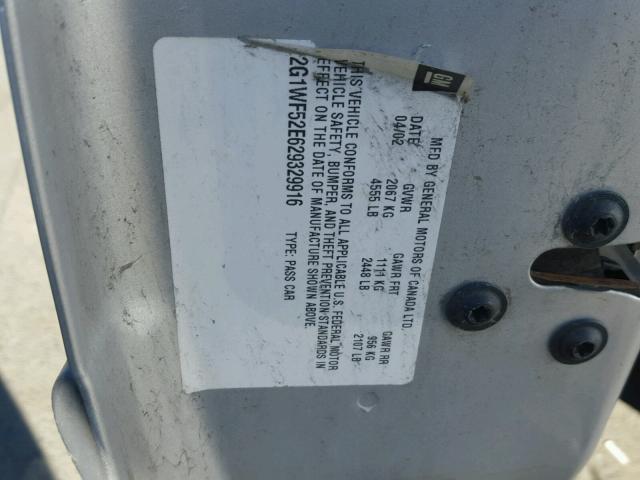 GM
MFD BY GENERAL MOTORS OF CANADA LTD.
DATE GVWR GAWR FRT GAWR RR
04/02 2067 KG 1111 KG 956 KG
4555 LB 2448 LB 2107 LB
THIS VEHICLE CONFORMS TO ALL APPLICABLE U.S. FEDERAL MOTOR
VEHICLE SAFETY, BUMPER, AND THEFT PREVENTION STANDARDS IN
EFFECT ON THE DATE OF MANUFACTURE SHOWN ABOVE.
2G1WF52E629329916 TYPE: PASS CAR